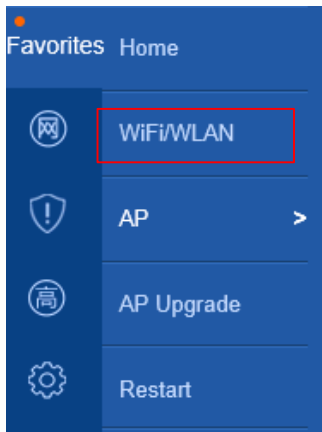 Favorites Home
网 WiFi/WLAN
AP >
高 AP Upgrade
Restart